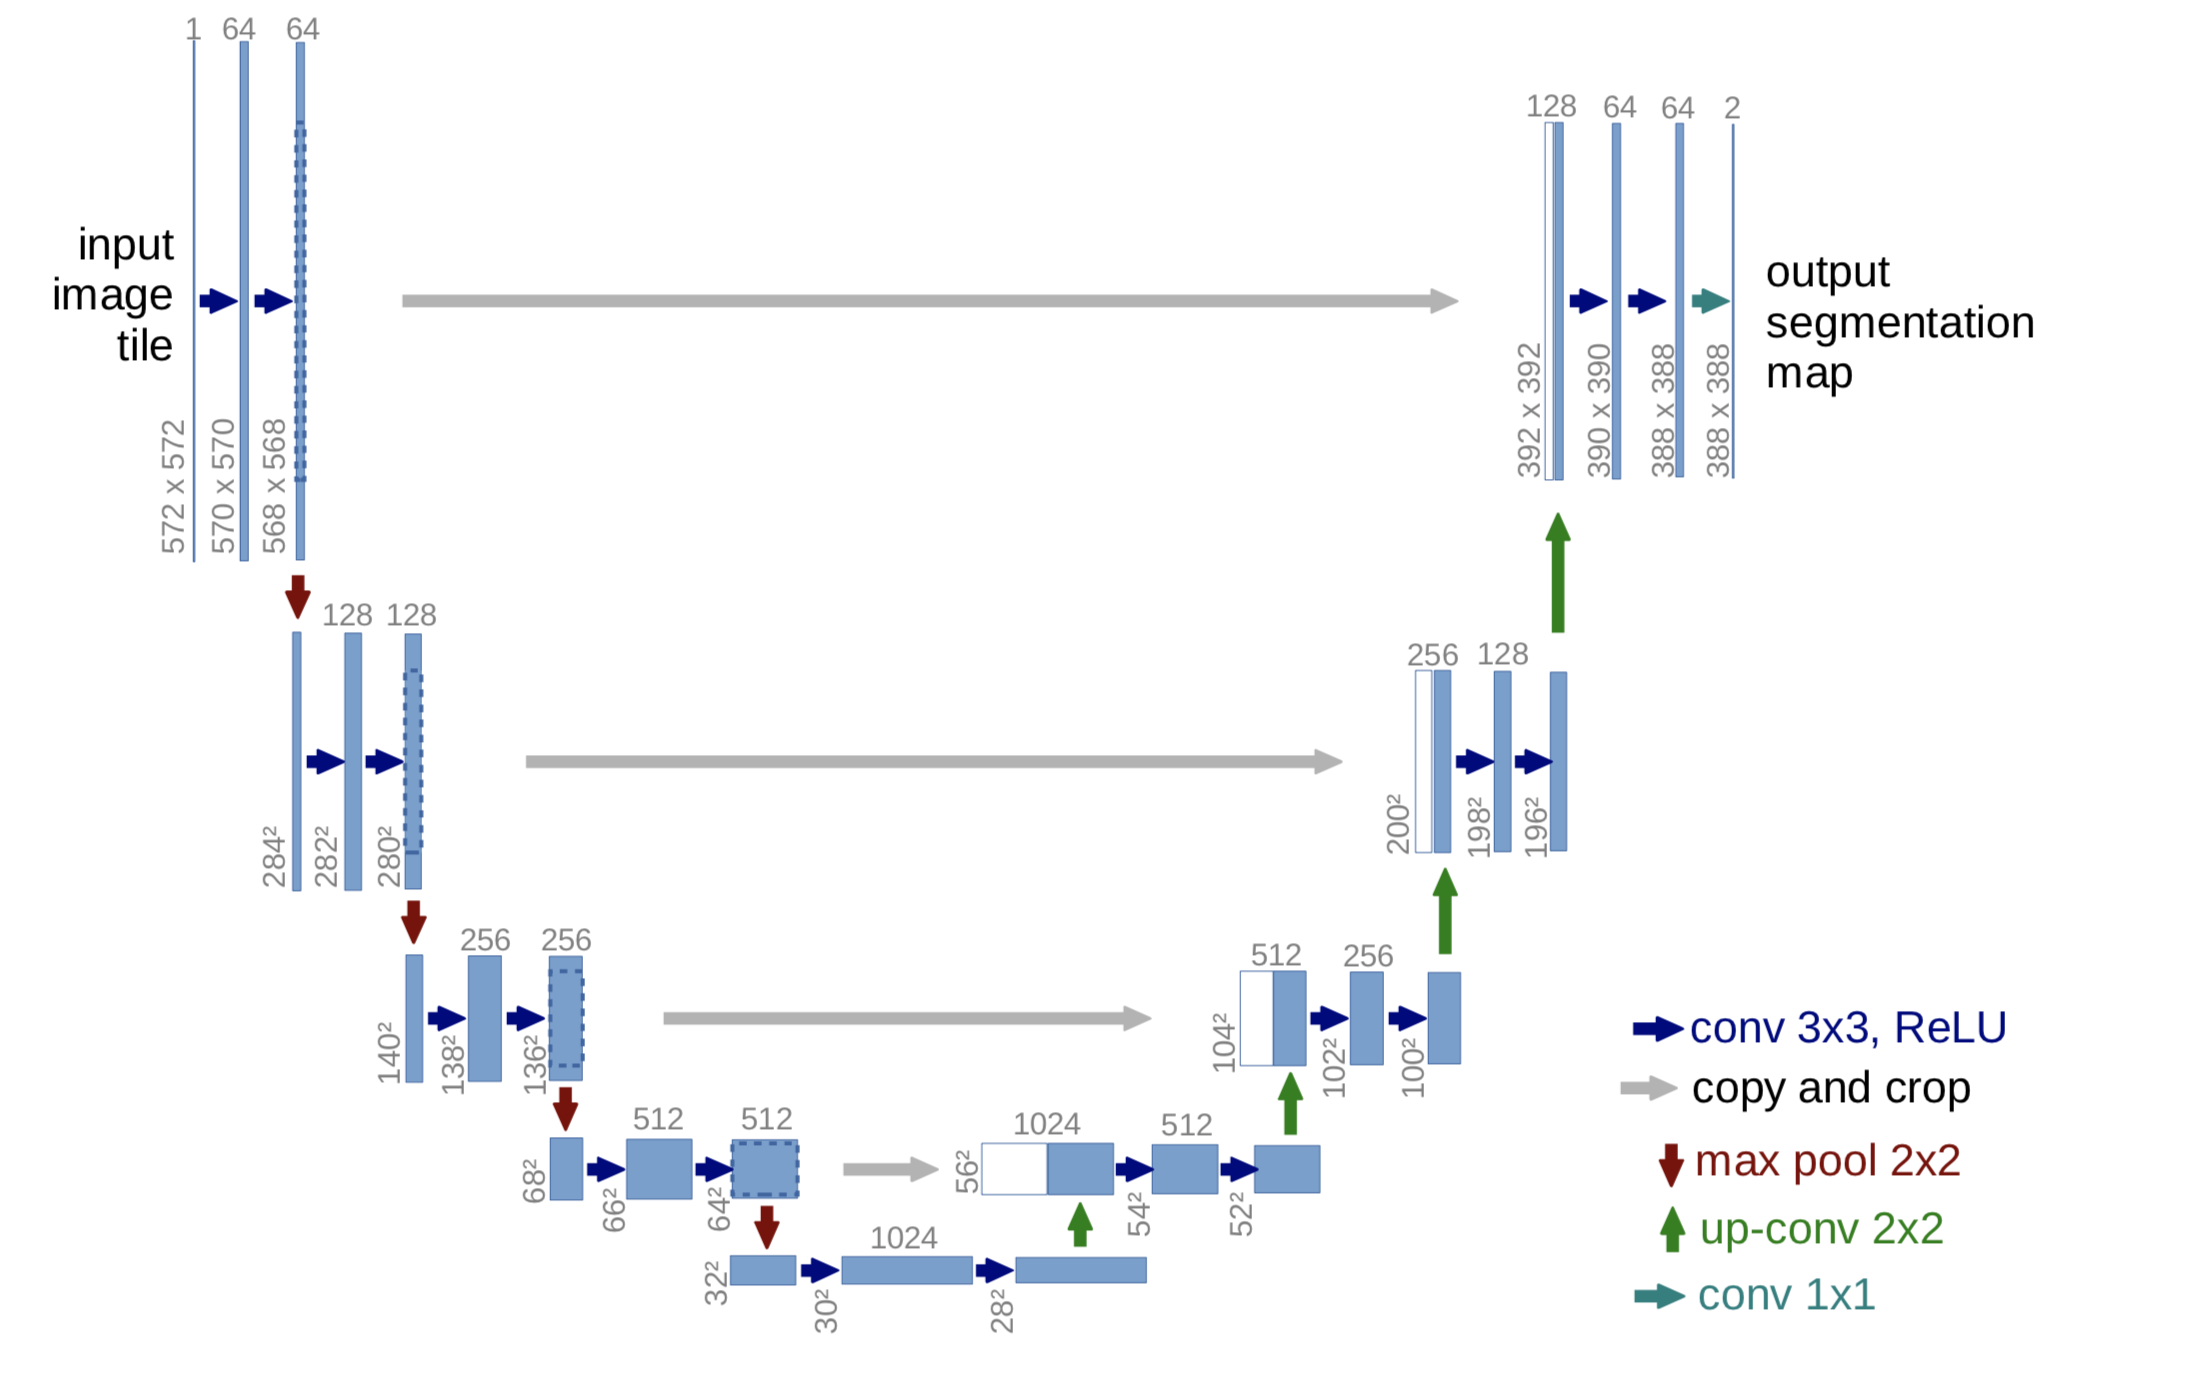 1 64 64
input
image
tile
572 x 572
570 x 570
568 x 568
128 64 64 2
392 x 392
390 x 390
388 x 388
388 x 388
output
segmentation
map
128 128
284²
282²
280²
256 128
200²
198²
196²
256 256
140²
138²
136²
512 256
104²
102²
100²
512 512
68²
66²
64²
1024 512
56²
54²
52²
1024
32²
30²
28²
conv 3x3, ReLU
copy and crop
max pool 2x2
up-conv 2x2
conv 1x1